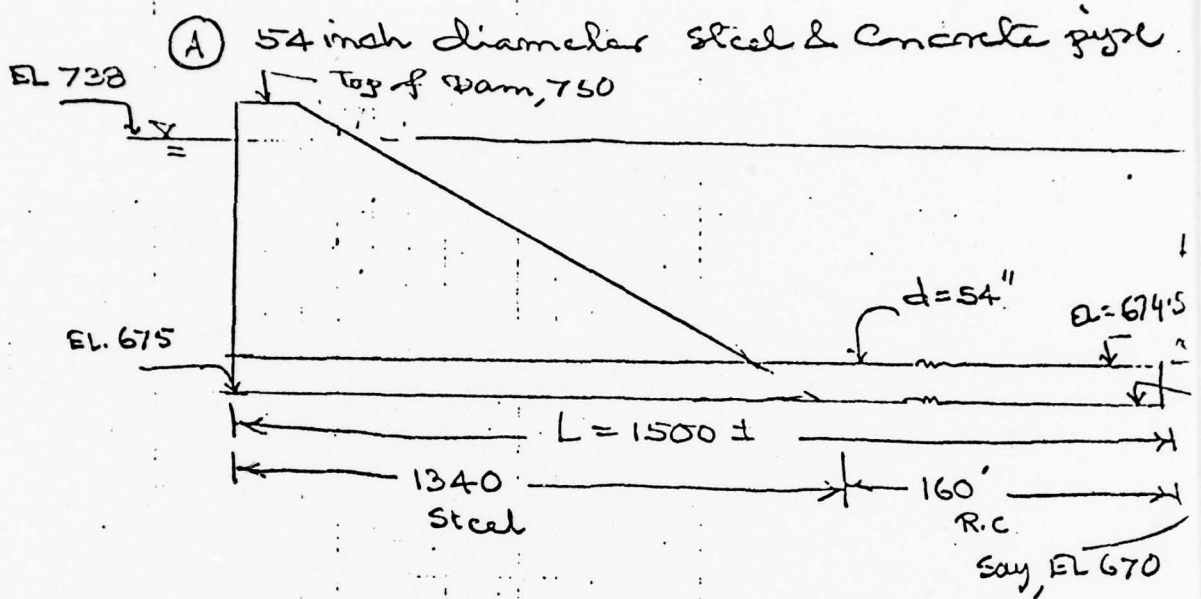 Ⓐ 54 inch diameter steel & Concrete pipe
EL 738
Top of Dam, 750
d=54"
EL=674.5
EL. 675
L = 1500 ±
1340
Steel
160'
R.C
Say, EL 670